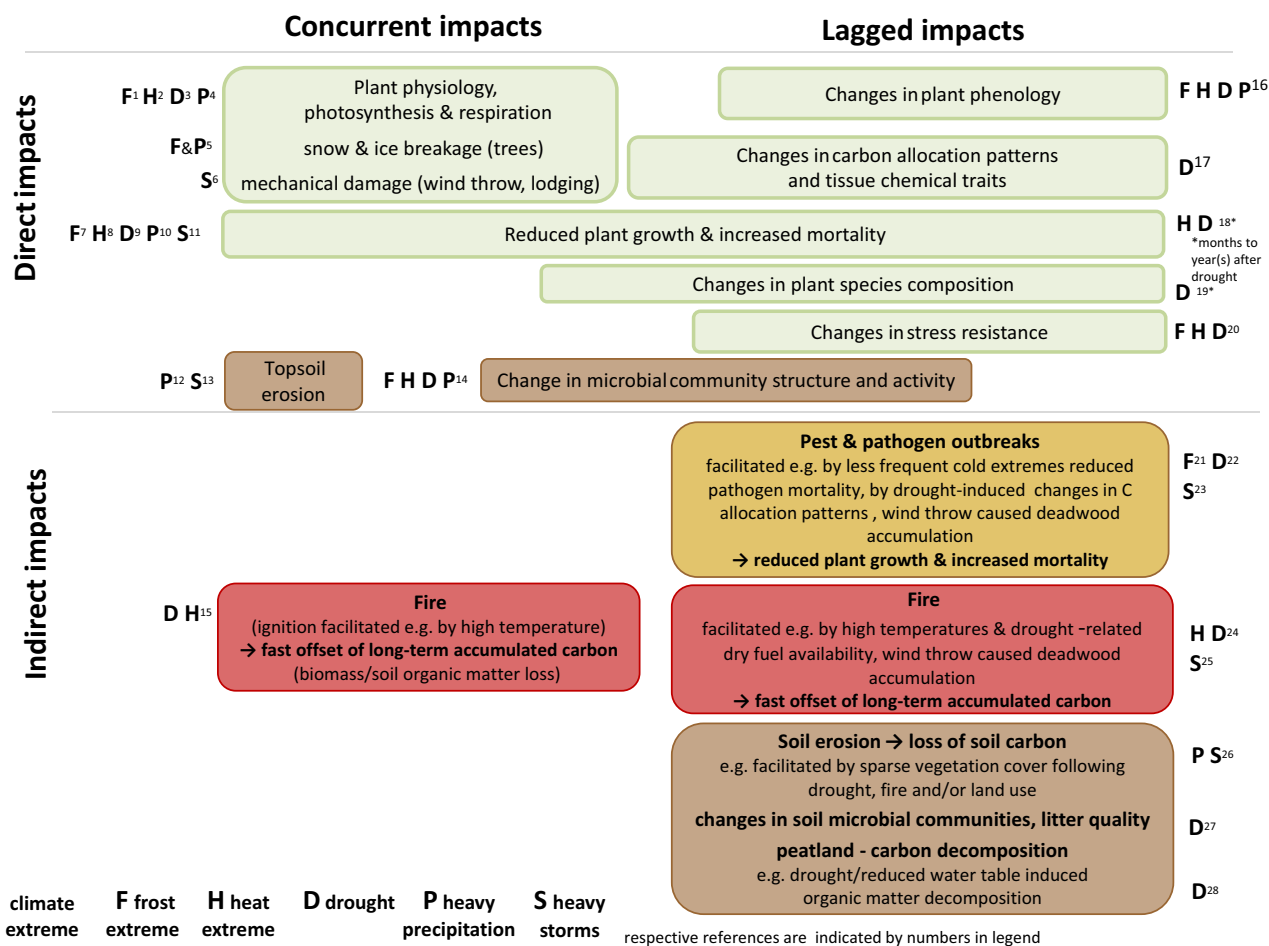 Concurrent impacts
Lagged impacts
Direct impacts
F1 H2 D3 P4
Plant physiology,
photosynthesis & respiration
F&P5
snow & ice breakage (trees)
S6
mechanical damage (wind throw, lodging)
Changes in plant phenology
F H D P16
Changes in carbon allocation patterns
and tissue chemical traits
D17
F7 H8 D9 P10 S11
Reduced plant growth & increased mortality
H D 18*
*months to
year(s) after
drought
Changes in plant species composition
D 19*
Changes in stress resistance
F H D20
P12 S13
Topsoil
erosion
F H D P14
Change in microbial community structure and activity
Indirect impacts
Pest & pathogen outbreaks
facilitated e.g. by less frequent cold extremes reduced
pathogen mortality, by drought-induced changes in C
allocation patterns , wind throw caused deadwood
accumulation
→ reduced plant growth & increased mortality
F21 D22
S23
D H15
Fire
(ignition facilitated e.g. by high temperature)
→ fast offset of long-term accumulated carbon
(biomass/soil organic matter loss)
Fire
facilitated e.g. by high temperatures & drought –related
dry fuel availability, wind throw caused deadwood
accumulation
→ fast offset of long-term accumulated carbon
H D24
S25
Soil erosion → loss of soil carbon
e.g. facilitated by sparse vegetation cover following
drought, fire and/or land use
P S26
changes in soil microbial communities, litter quality
D27
peatland - carbon decomposition
e.g. drought/reduced water table induced
organic matter decomposition
D28
climate
extreme
F frost
extreme
H heat
extreme
D drought
P heavy
precipitation
S heavy
storms
respective references are indicated by numbers in legend